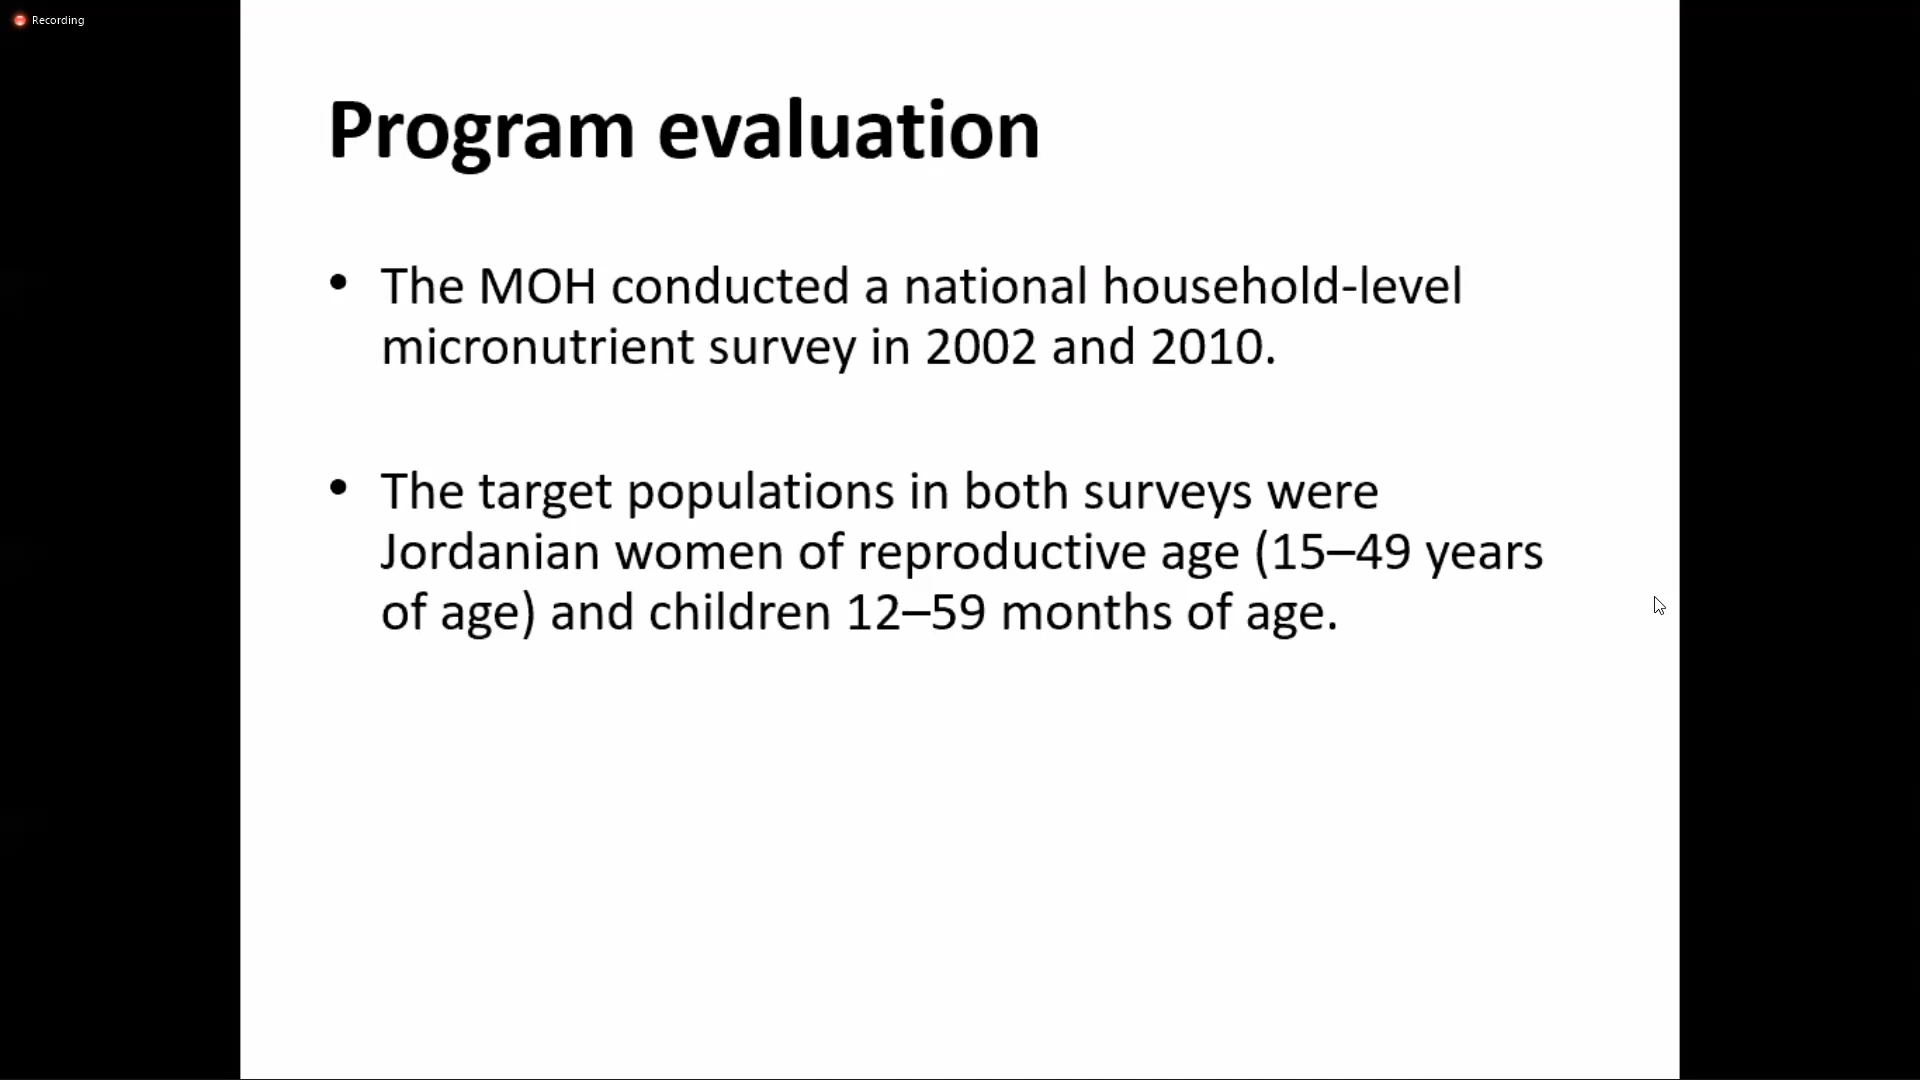 Recording
Program evaluation
• The MOH conducted a national household-level
micronutrient survey in 2002 and 2010.
• The target populations in both surveys were
Jordanian women of reproductive age (15–49 years
of age) and children 12–59 months of age.